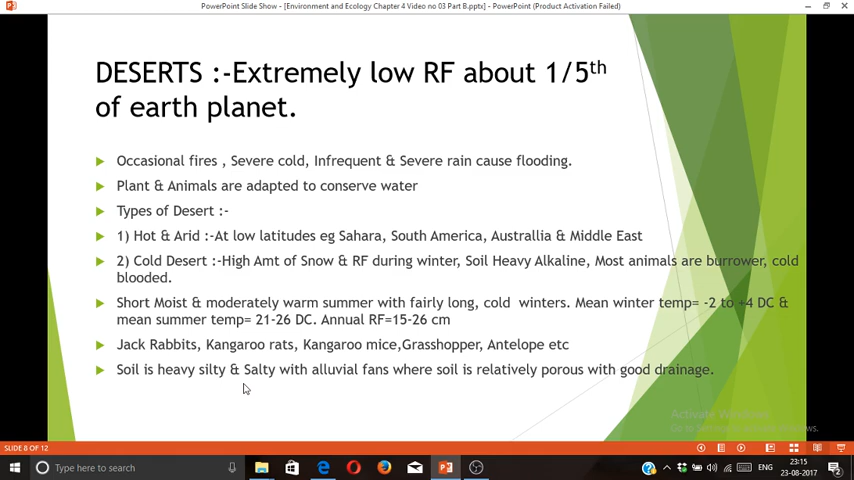 PowerPoint Slide Show - [Environment and Ecology Chapter 4 Video no 03 Part B.pptx] - PowerPoint (Product Activation Failed)
DESERTS :-Extremely low RF about 1/5th
of earth planet.
Occasional fires , Severe cold, Infrequent & Severe rain cause flooding.
Plant & Animals are adapted to conserve water
Types of Desert :-
1) Hot & Arid :-At low latitudes eg Sahara, South America, Australlia & Middle East
2) Cold Desert :-High Amt of Snow & RF during winter, Soil Heavy Alkaline, Most animals are burrower, cold
blooded.
Short Moist & moderately warm summer with fairly long, cold winters. Mean winter temp= -2 to +4 DC &
mean summer temp= 21-26 DC. Annual RF=15-26 cm
Jack Rabbits, Kangaroo rats, Kangaroo mice,Grasshopper, Antelope etc
Soil is heavy silty & Salty with alluvial fans where soil is relatively porous with good drainage.
Activate Windows
Go to Settings to activate Windows.
SLIDE 8 OF 12
Type here to search
ENG
23:15
23-08-2017